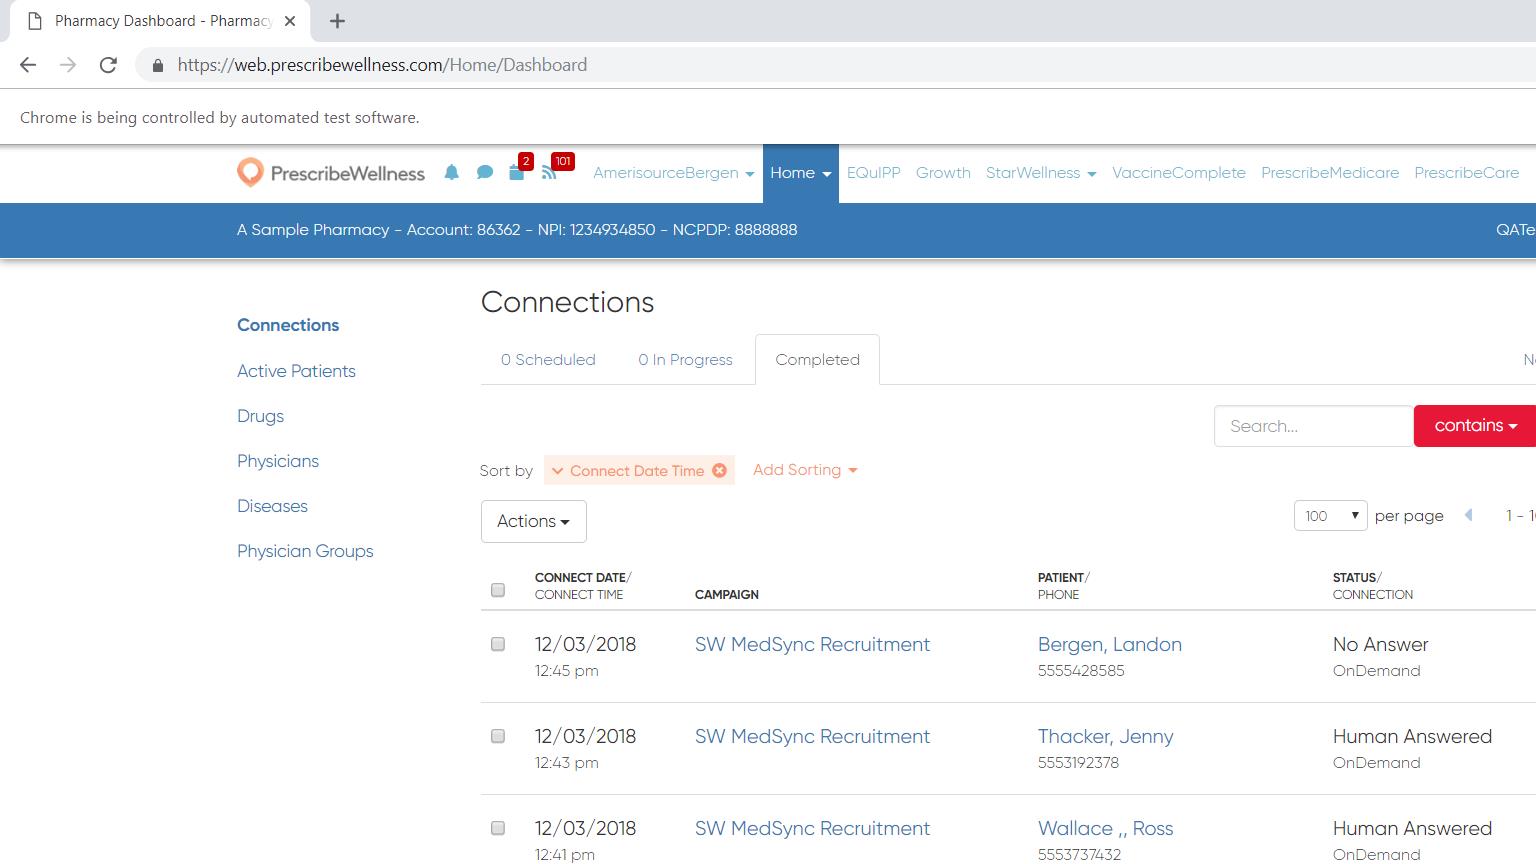 Pharmacy Dashboard - Pharmacy
https://web.prescribewellness.com/Home/Dashboard
Chrome is being controlled by automated test software.
PrescribeWellness 2 101 AmerisourceBergen Home EQuIPP Growth StarWellness VaccineComplete PrescribeMedicare PrescribeCare
A Sample Pharmacy - Account: 86362 - NPI: 1234934850 - NCPDP: 8888888 QATe
Connections
Connections
Active Patients
Drugs
Physicians
Diseases
Physician Groups
0 Scheduled 0 In Progress Completed
Search... contains
Sort by Connect Date Time Add Sorting
Actions 100 per page 1 - 1
CONNECT DATE/ PATIENT/ STATUS/
CONNECT TIME CAMPAIGN PHONE CONNECTION
12/03/2018 SW MedSync Recruitment Bergen, Landon No Answer
12:45 pm 5555428585 OnDemand
12/03/2018 SW MedSync Recruitment Thacker, Jenny Human Answered
12:43 pm 5553192378 OnDemand
12/03/2018 SW MedSync Recruitment Wallace ,, Ross Human Answered
12:41 pm 5553737432 OnDemand